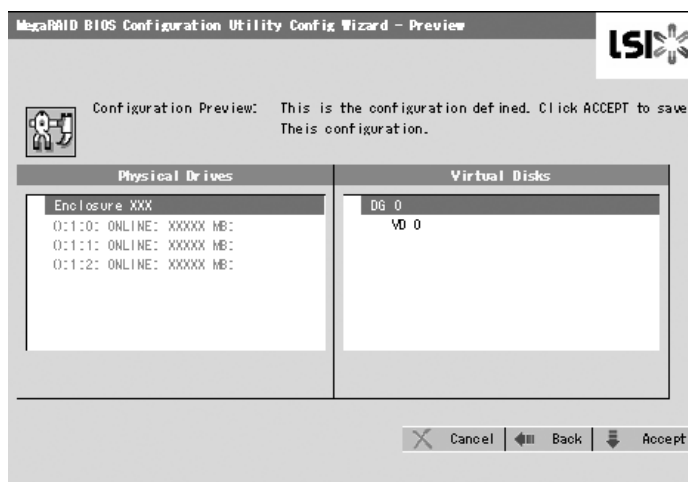 MegaRAID BIOS Configuration Utility Config Wizard – Preview
LSI
Configuration Preview: This is the configuration defined. Click ACCEPT to save
Theis configuration.
Physical Drives
Virtual Disks
Enclosure XXX
0:1:0: ONLINE: XXXXX MB:
0:1:1: ONLINE: XXXXX MB:
0:1:2: ONLINE: XXXXX MB:
DG 0
VD 0
Cancel
Back
Accept